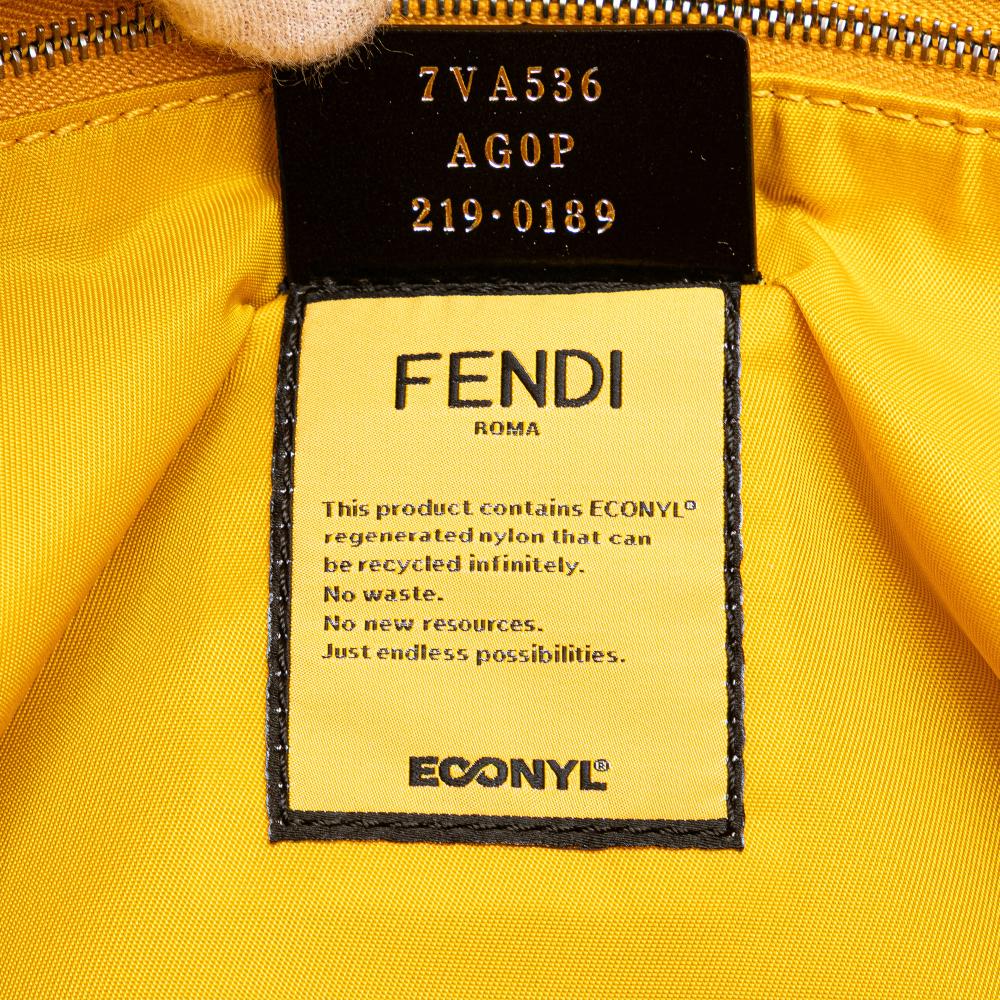 7VA536
AG0P
219·0189
FENDI
ROMA
This product contains ECONYL®
regenerated nylon that can
be recycled infinitely.
No waste.
No new resources.
Just endless possibilities.
ECONYL®